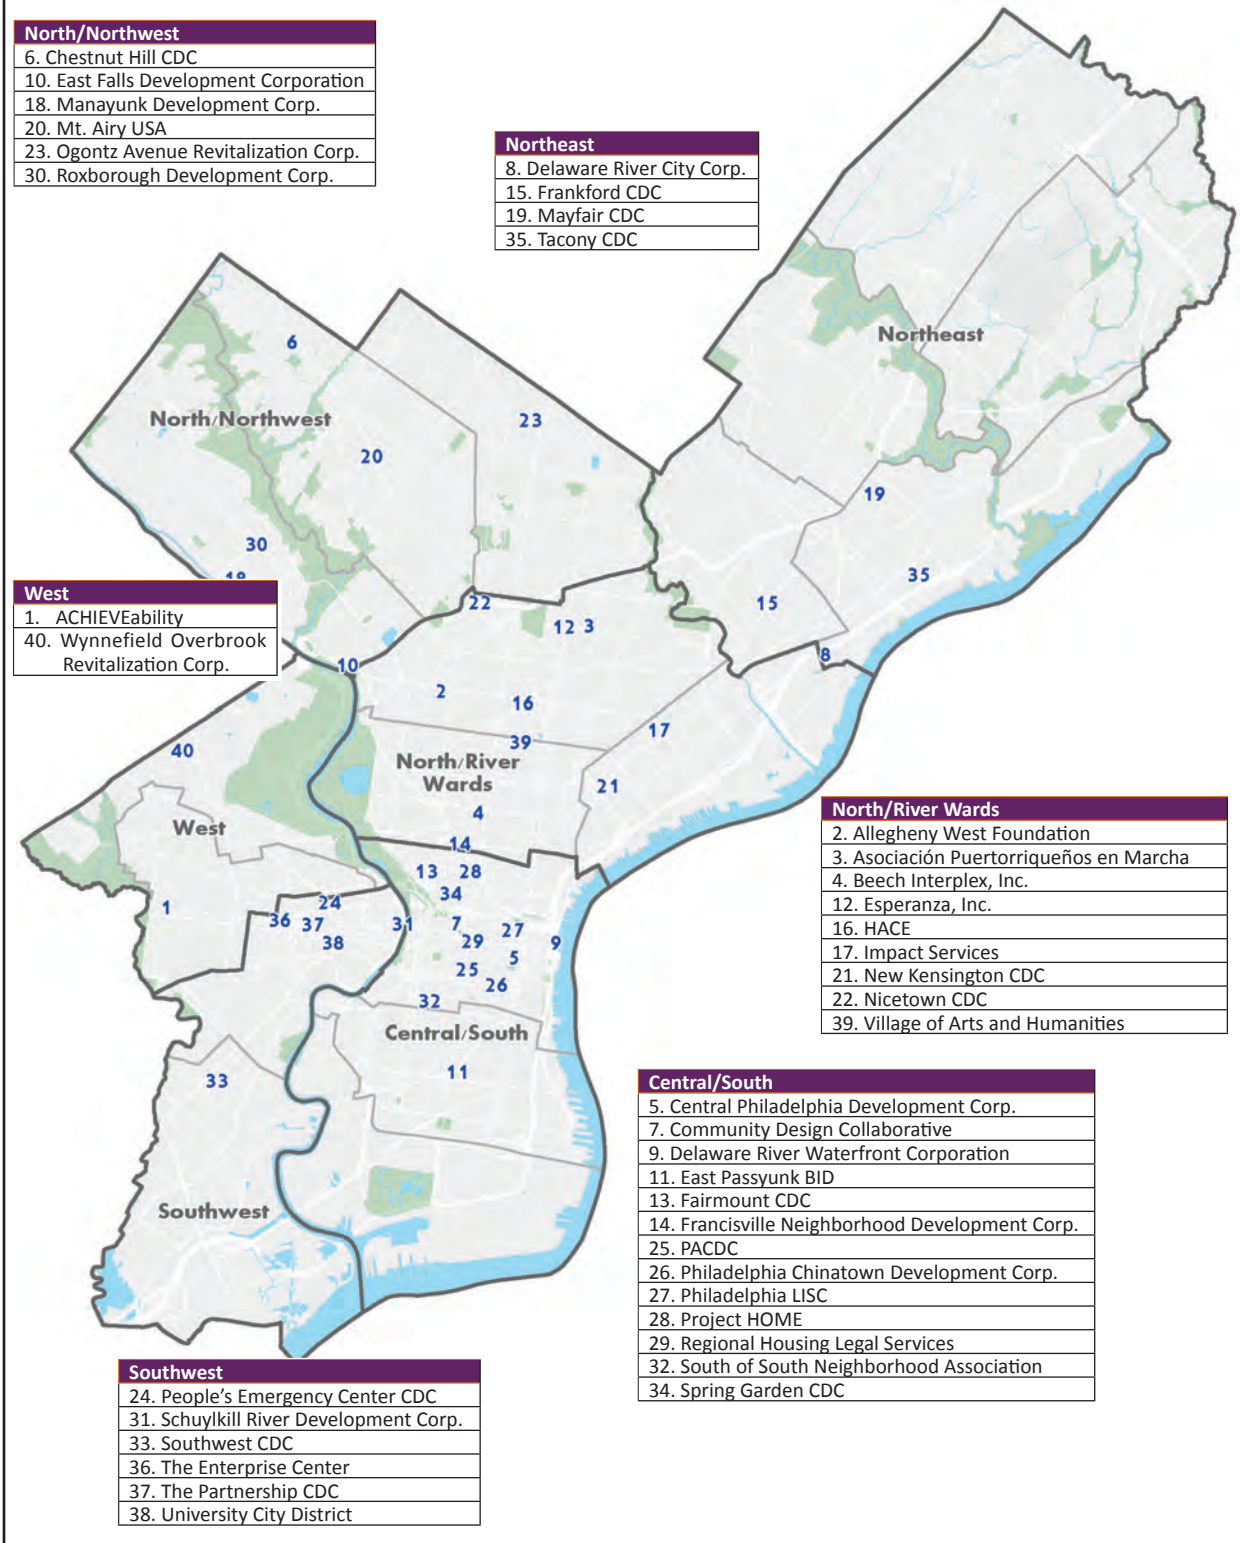 North/Northwest
6. Chestnut Hill CDC
10. East Falls Development Corporation
18. Manayunk Development Corp.
20. Mt. Airy USA
23. Ogontz Avenue Revitalization Corp.
30. Roxborough Development Corp.
Northeast
8. Delaware River City Corp.
15. Frankford CDC
19. Mayfair CDC
35. Tacony CDC
Northeast
6
North/Northwest
23
20
19
30
18
35
West
1. ACHIEVEability
40. Wynnefield Overbrook
Revitalization Corp.
22
15
12 3
8
10
2
16
17
39
40
North/River
Wards
21
4
West
14
North/River Wards
2. Allegheny West Foundation
3. Asociación Puertorriqueños en Marcha
4. Beech Interplex, Inc.
12. Esperanza, Inc.
16. HACE
17. Impact Services
21. New Kensington CDC
22. Nicetown CDC
39. Village of Arts and Humanities
13 28
34
24
1
36 37
31
7
27
38
29
9
5
25
26
32
Central/South
11
33
Central/South
5. Central Philadelphia Development Corp.
7. Community Design Collaborative
9. Delaware River Waterfront Corporation
11. East Passyunk BID
13. Fairmount CDC
14. Francisville Neighborhood Development Corp.
25. PACDC
26. Philadelphia Chinatown Development Corp.
27. Philadelphia LISC
28. Project HOME
29. Regional Housing Legal Services
32. South of South Neighborhood Association
34. Spring Garden CDC
Southwest
Southwest
24. People's Emergency Center CDC
31. Schuylkill River Development Corp.
33. Southwest CDC
36. The Enterprise Center
37. The Partnership CDC
38. University City District